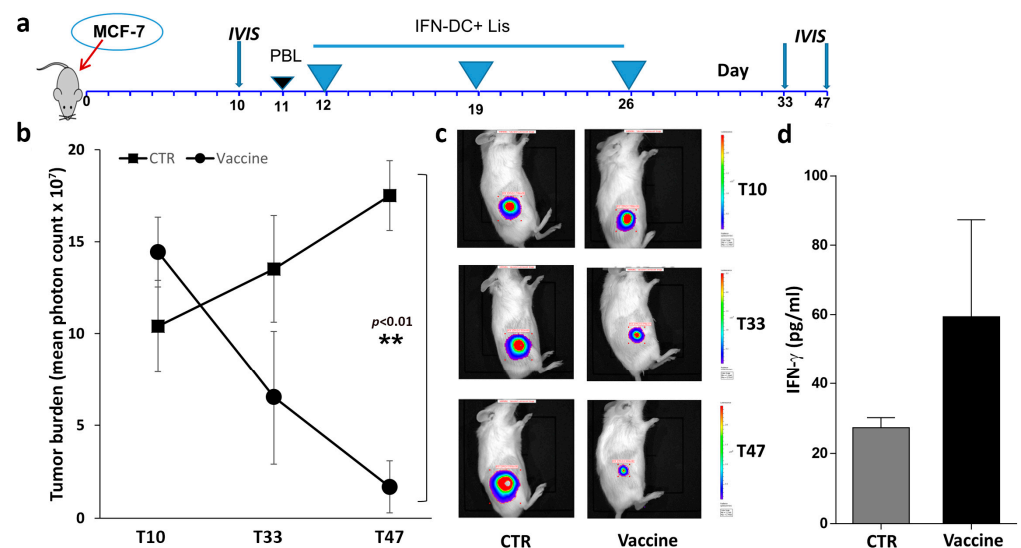 a
MCF-7
IVIS
PBL
IFN-DC+ Lis
Day
IVIS
0
10
11
12
19
26
33
47
b
Tumor burden (mean photon count x 10⁷)
20
15
10
5
0
CTR
Vaccine
p<0.01
**
T10
T33
T47
c
T10
T33
T47
CTR
Vaccine
d
IFN-γ (pg/ml)
100
80
60
40
20
0
CTR
Vaccine